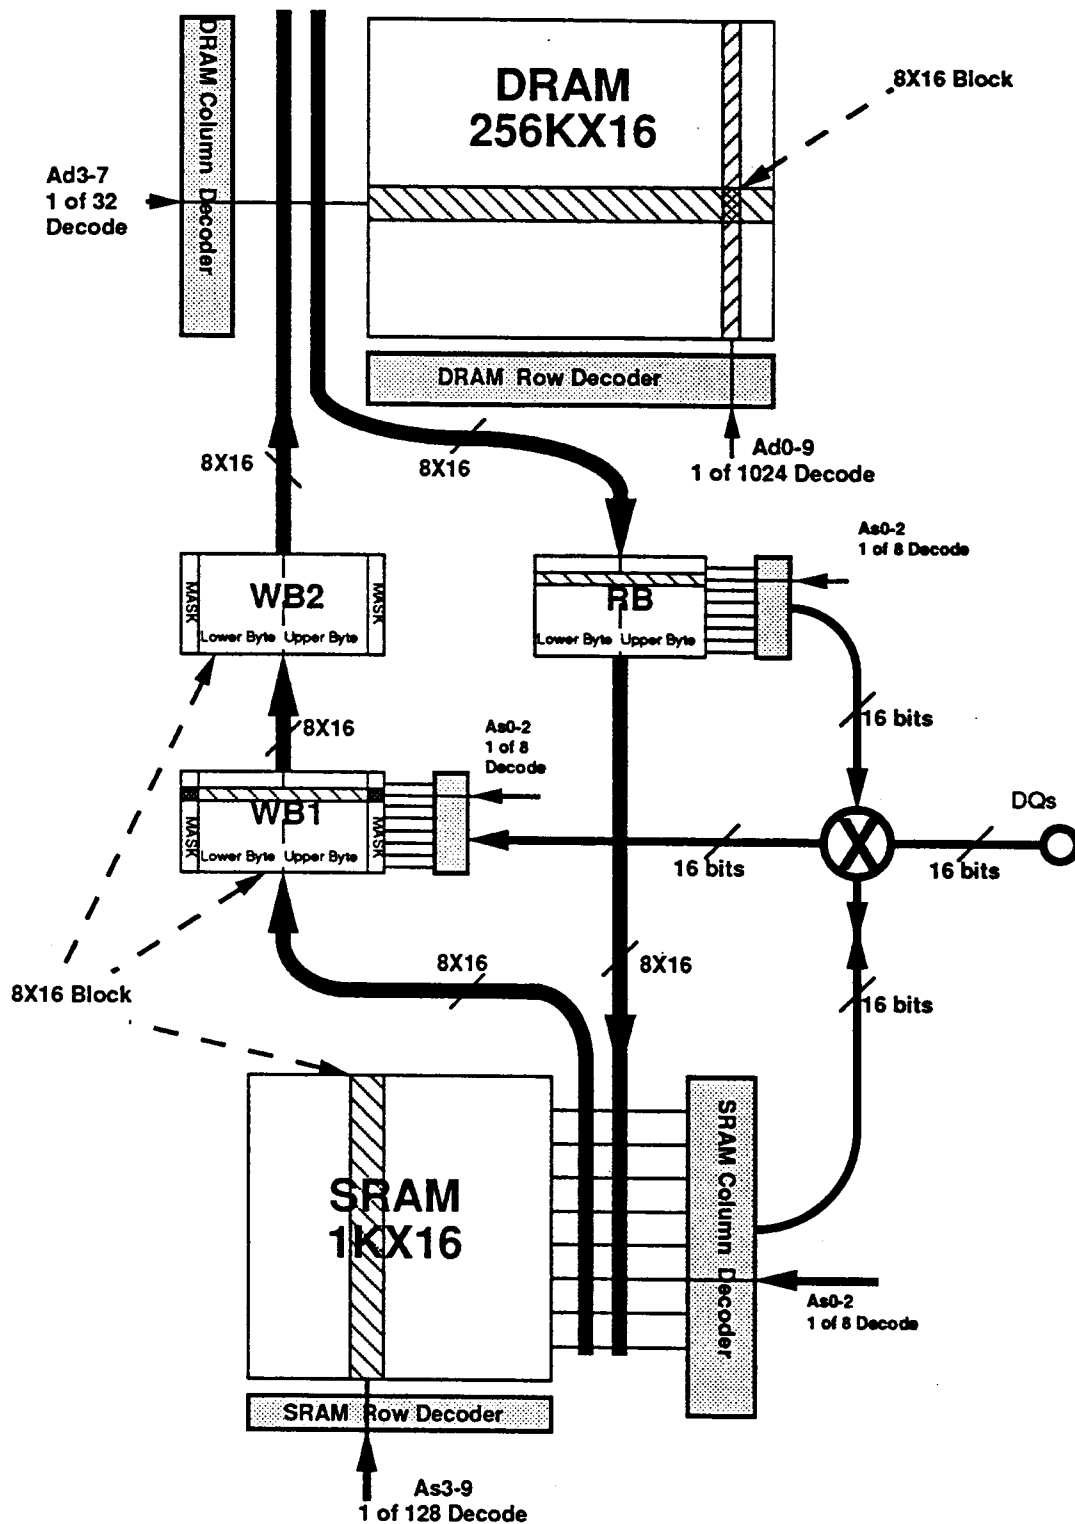 DRAM Column Decoder
DRAM
256KX16
8X16 Block
Ad3-7
1 of 32
Decode
DRAM Row Decoder
Ad0-9
1 of 1024 Decode
8X16
8X16
As0-2
1 of 8 Decode
MASK
WB2
MASK
Lower Byte Upper Byte
RB
Lower Byte Upper Byte
16 bits
8X16
As0-2
1 of 8
Decode
MASK
WB1
MASK
Lower Byte Upper Byte
DQs
16 bits
16 bits
X
8X16
8X16
8X16 Block
16 bits
SRAM
1KX16
SRAM Column Decoder
As0-2
1 of 8 Decode
SRAM Row Decoder
As3-9
1 of 128 Decode